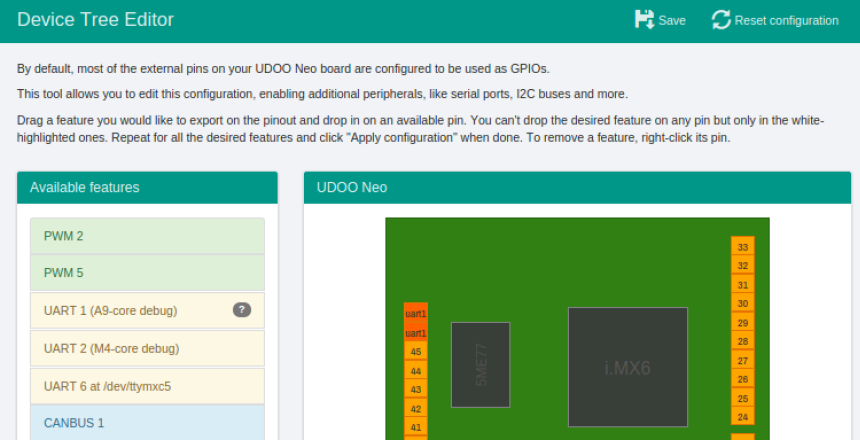 Device Tree Editor
Save
Reset configuration
By default, most of the external pins on your UDOO Neo board are configured to be used as GPIOs.
This tool allows you to edit this configuration, enabling additional peripherals, like serial ports, I2C buses and more.
Drag a feature you would like to export on the pinout and drop in on an available pin. You can't drop the desired feature on any pin but only in the white-
highlighted ones. Repeat for all the desired features and click "Apply configuration" when done. To remove a feature, right-click its pin.
Available features
PWM 2
PWM 5
UART 1 (A9-core debug)
?
UART 2 (M4-core debug)
UART 6 at /dev/ttymxc5
CANBUS 1
UDOO Neo
uart1
uart1
45
44
43
42
41
5ME77
i.MX6
33
32
31
30
29
28
27
26
25
24